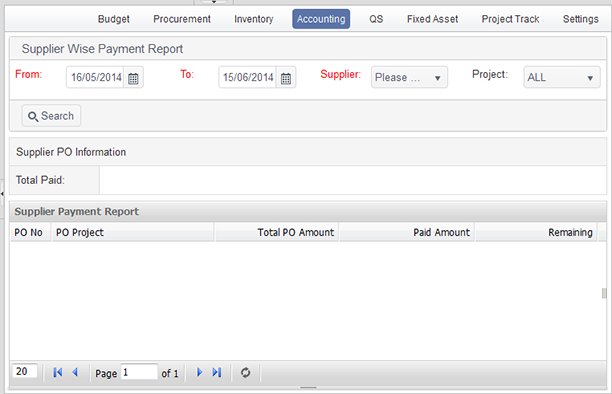 Budget Procurement Inventory Accounting QS Fixed Asset Project Track Settings
Supplier Wise Payment Report
From: 16/05/2014 To: 15/06/2014 Supplier: Please ... Project: ALL
Search
Supplier PO Information
Total Paid:
Supplier Payment Report
PO No PO Project Total PO Amount Paid Amount Remaining
20 Page 1 of 1